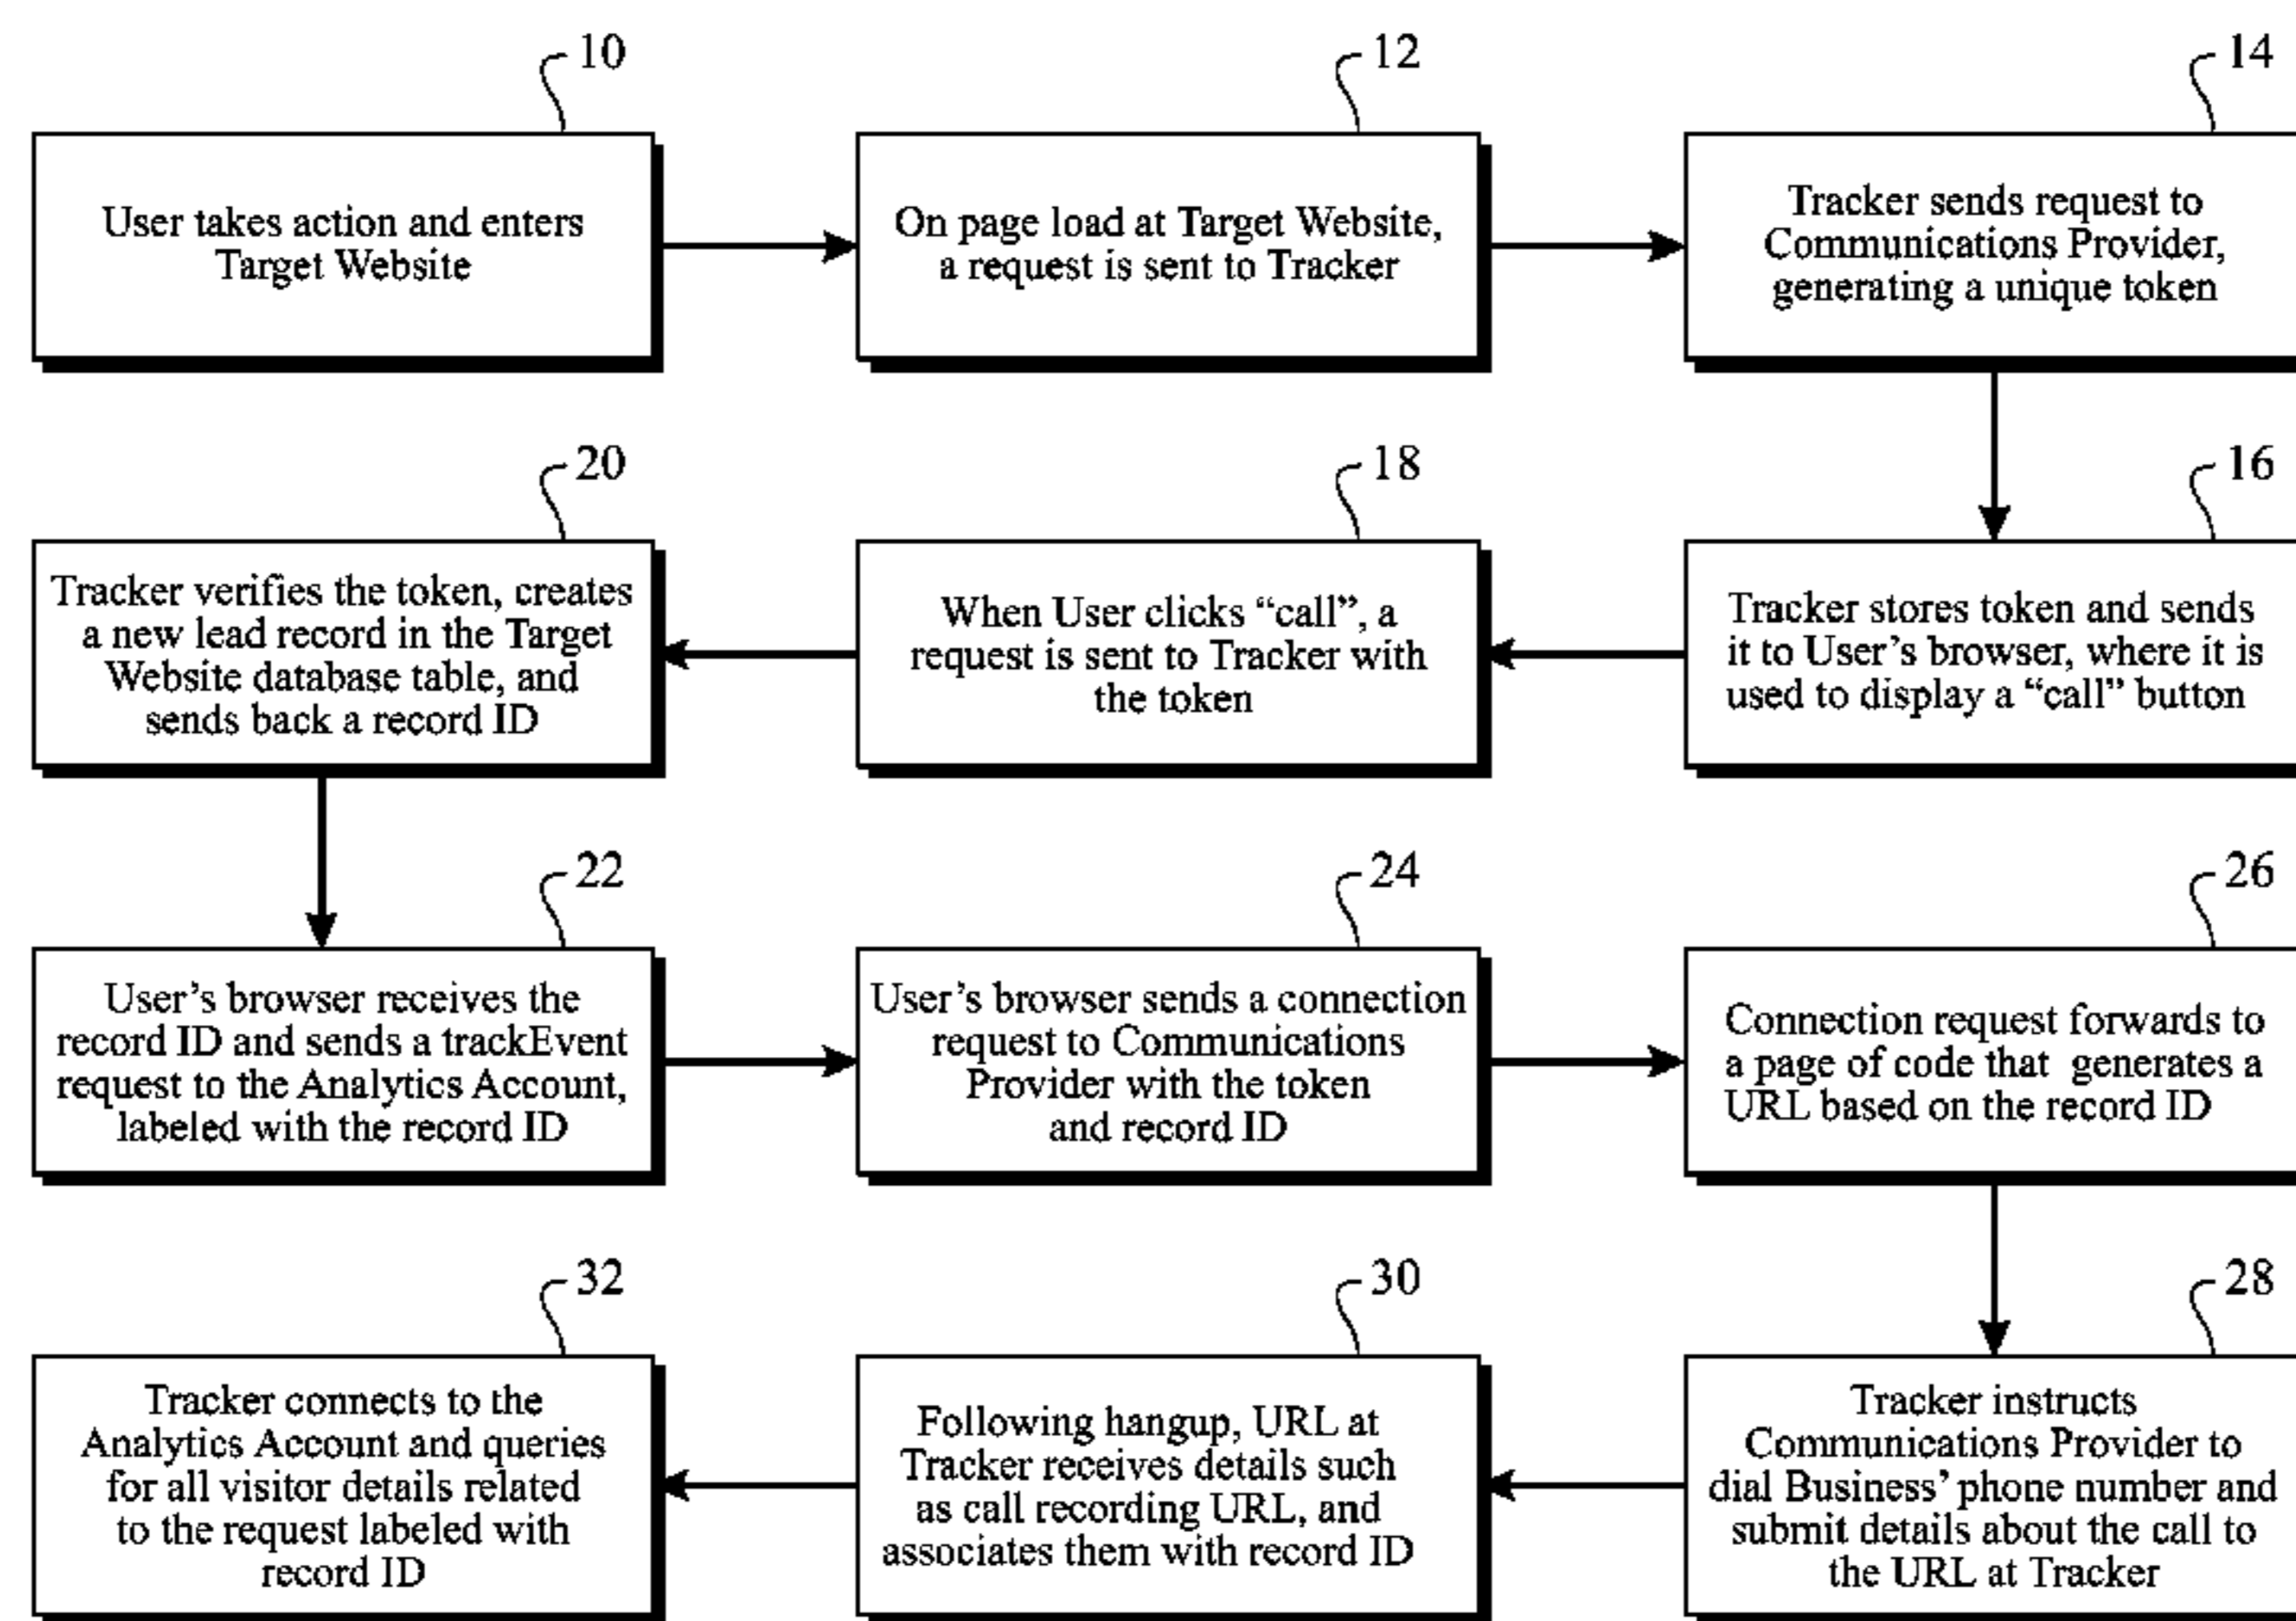 10
User takes action and enters
Target Website
12
On page load at Target Website,
a request is sent to Tracker
14
Tracker sends request to
Communications Provider,
generating a unique token
16
Tracker stores token and sends
it to User’s browser, where it is
used to display a “call” button
18
When User clicks “call”, a
request is sent to Tracker with
the token
20
Tracker verifies the token, creates
a new lead record in the Target
Website database table, and
sends back a record ID
22
User’s browser receives the
record ID and sends a trackEvent
request to the Analytics Account,
labeled with the record ID
24
User’s browser sends a connection
request to Communications
Provider with the token
and record ID
26
Connection request forwards to
a page of code that generates a
URL based on the record ID
28
Tracker instructs
Communications Provider to
dial Business’ phone number and
submit details about the call to
the URL at Tracker
30
Following hangup, URL at
Tracker receives details such
as call recording URL, and
associates them with record ID
32
Tracker connects to the
Analytics Account and queries
for all visitor details related
to the request labeled with
record ID